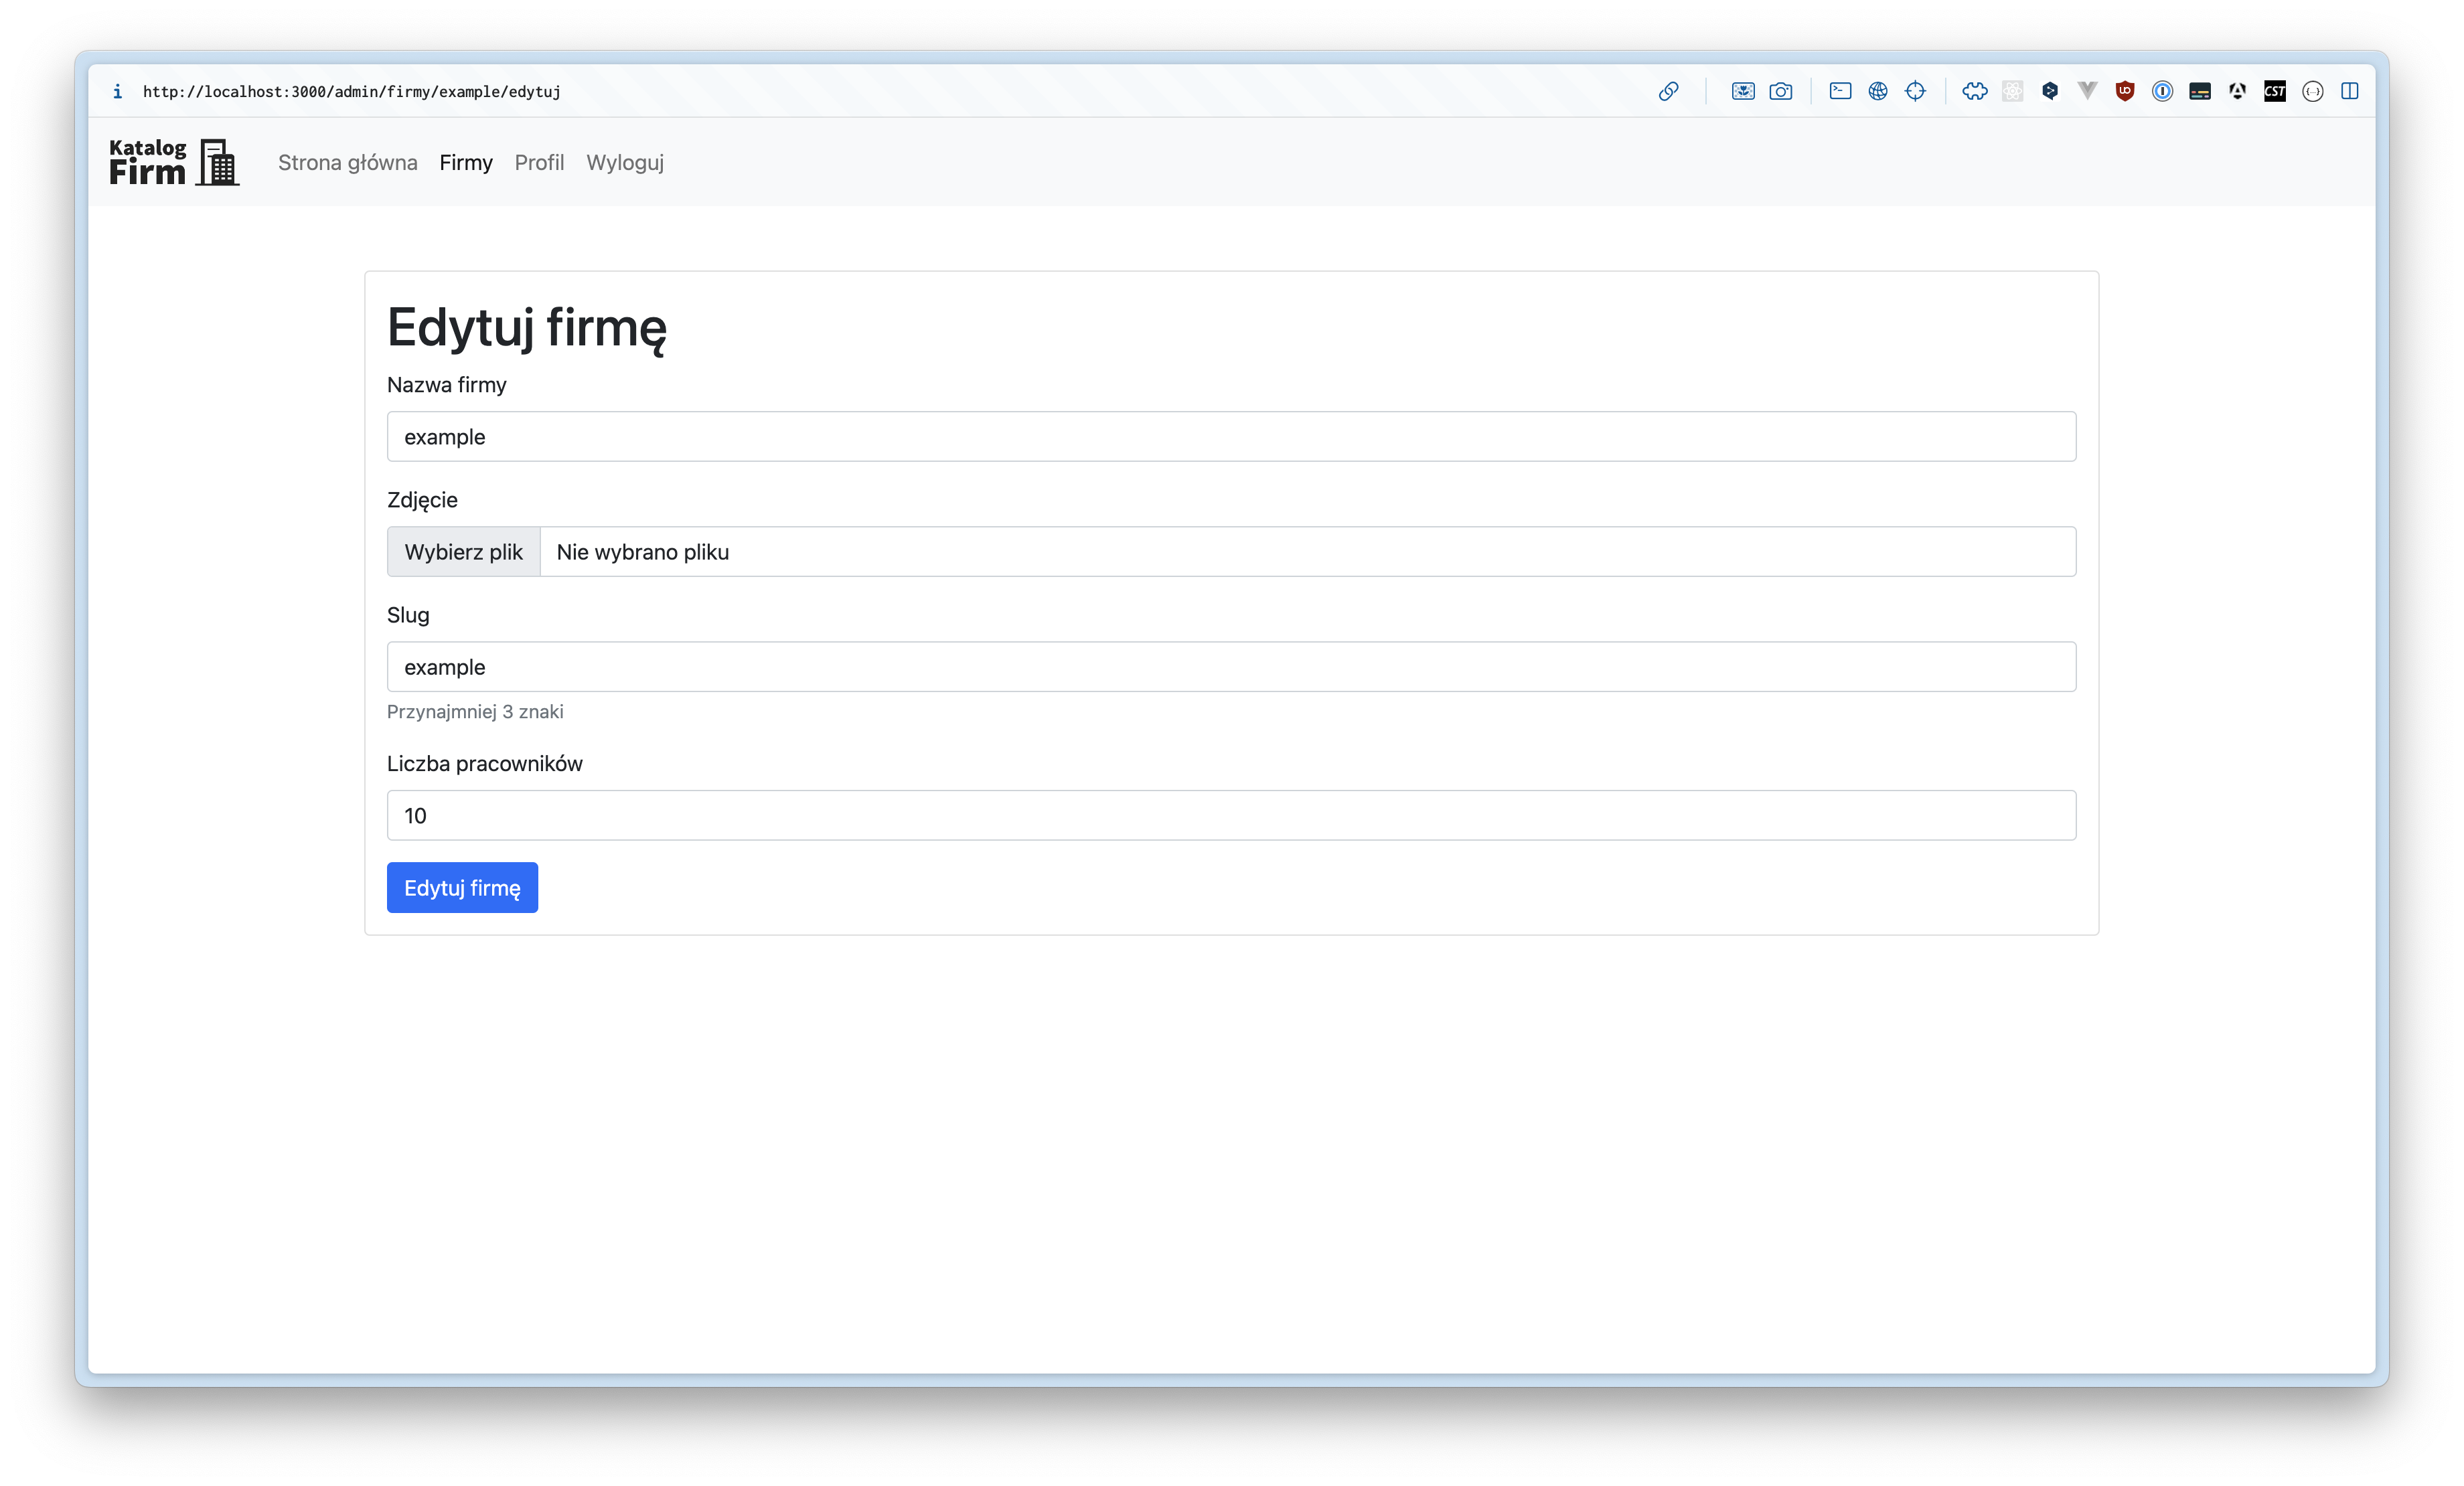 http://localhost:3000/admin/firmy/example/edytuj
CST
Katalog
Firm
Strona główna Firmy Profil Wyloguj
Edytuj firmę
Nazwa firmy
example
Zdjęcie
Wybierz plik Nie wybrano pliku
Slug
example
Przynajmniej 3 znaki
Liczba pracowników
10
Edytuj firmę